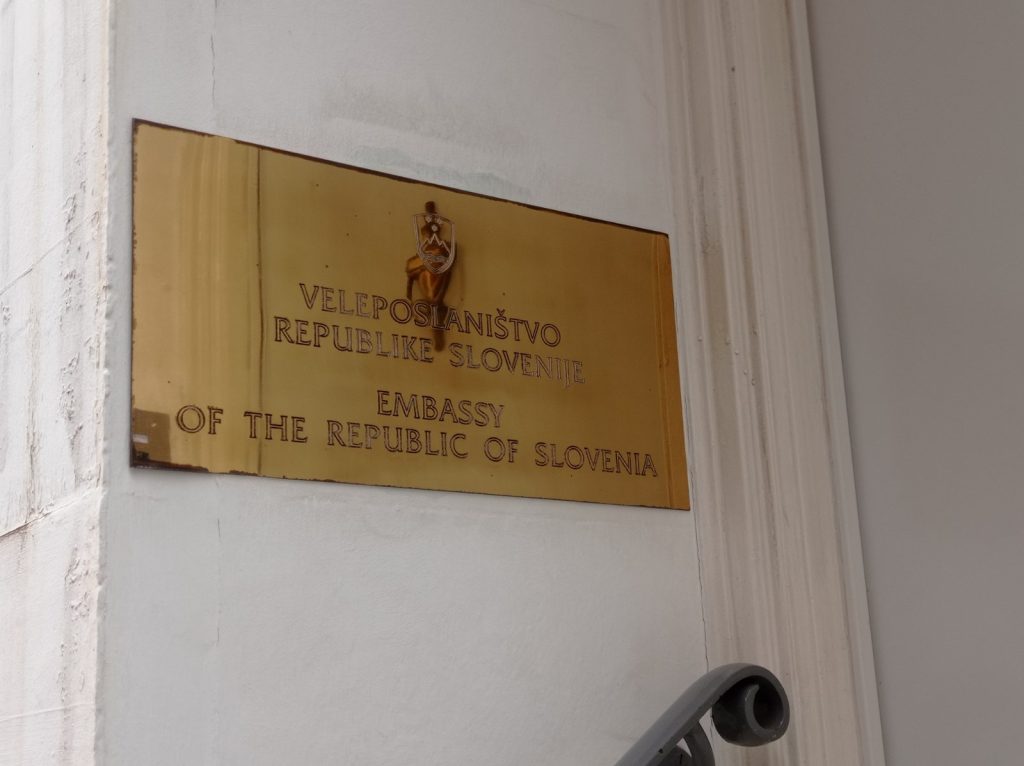 VELEPOSLANIŠTVO
REPUBLIKE SLOVENIJE
EMBASSY
OF THE REPUBLIC OF SLOVENIA